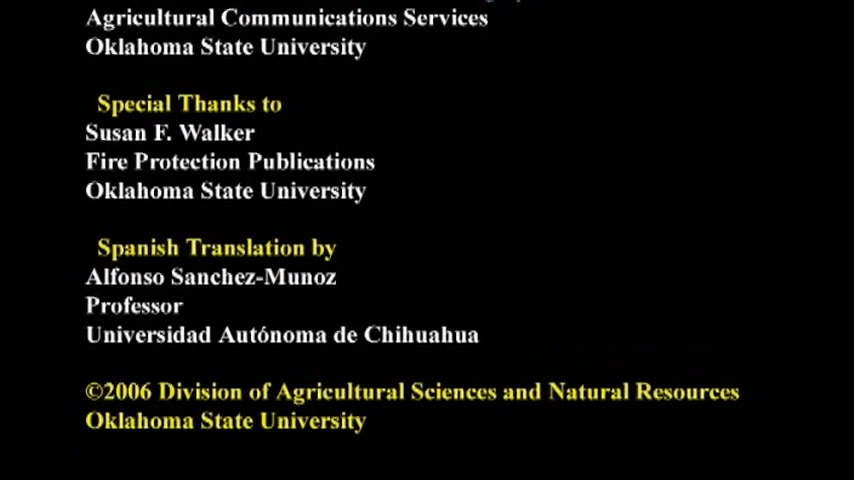 Agricultural Communications Services
Oklahoma State University
Special Thanks to
Susan F. Walker
Fire Protection Publications
Oklahoma State University
Spanish Translation by
Alfonso Sanchez-Munoz
Professor
Universidad Autónoma de Chihuahua
©2006 Division of Agricultural Sciences and Natural Resources
Oklahoma State University